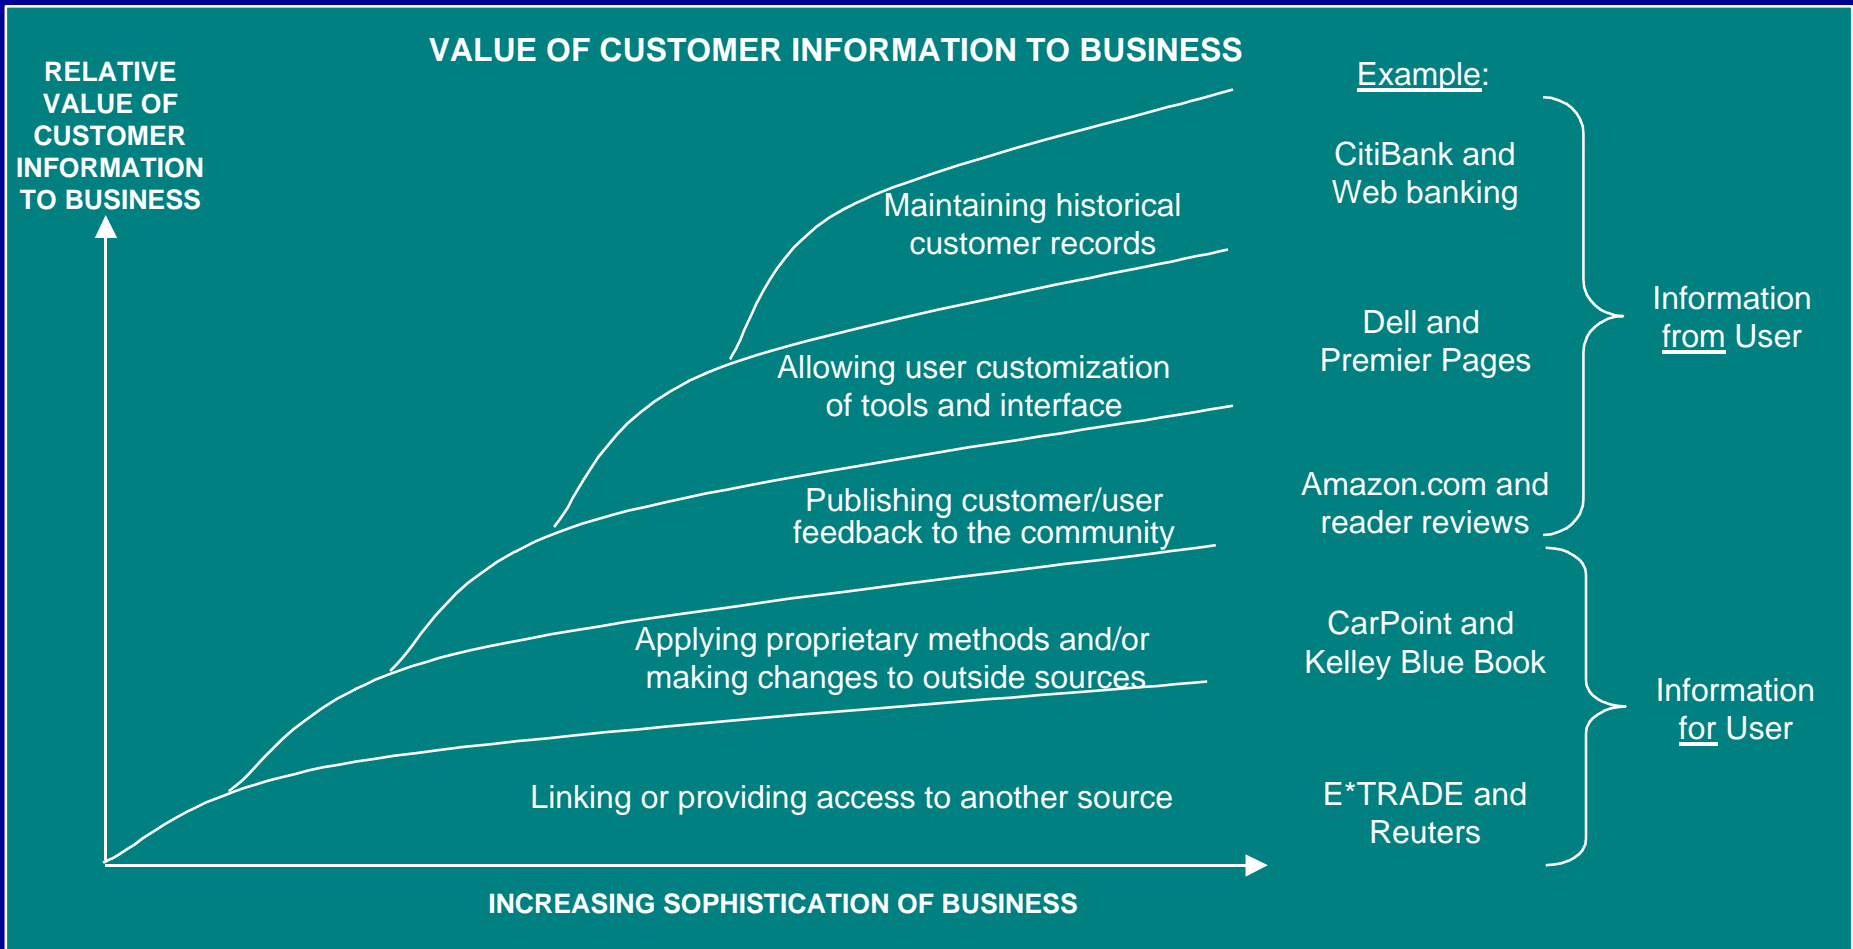 VALUE OF CUSTOMER INFORMATION TO BUSINESS
RELATIVE
VALUE OF
CUSTOMER
INFORMATION
TO BUSINESS
Example:
CitiBank and
Web banking
Maintaining historical
customer records
Information
from User
Dell and
Premier Pages
Allowing user customization
of tools and interface
Amazon.com and
reader reviews
Publishing customer/user
feedback to the community
CarPoint and
Kelley Blue Book
Applying proprietary methods and/or
making changes to outside sources
Information
for User
E*TRADE and
Reuters
Linking or providing access to another source
INCREASING SOPHISTICATION OF BUSINESS